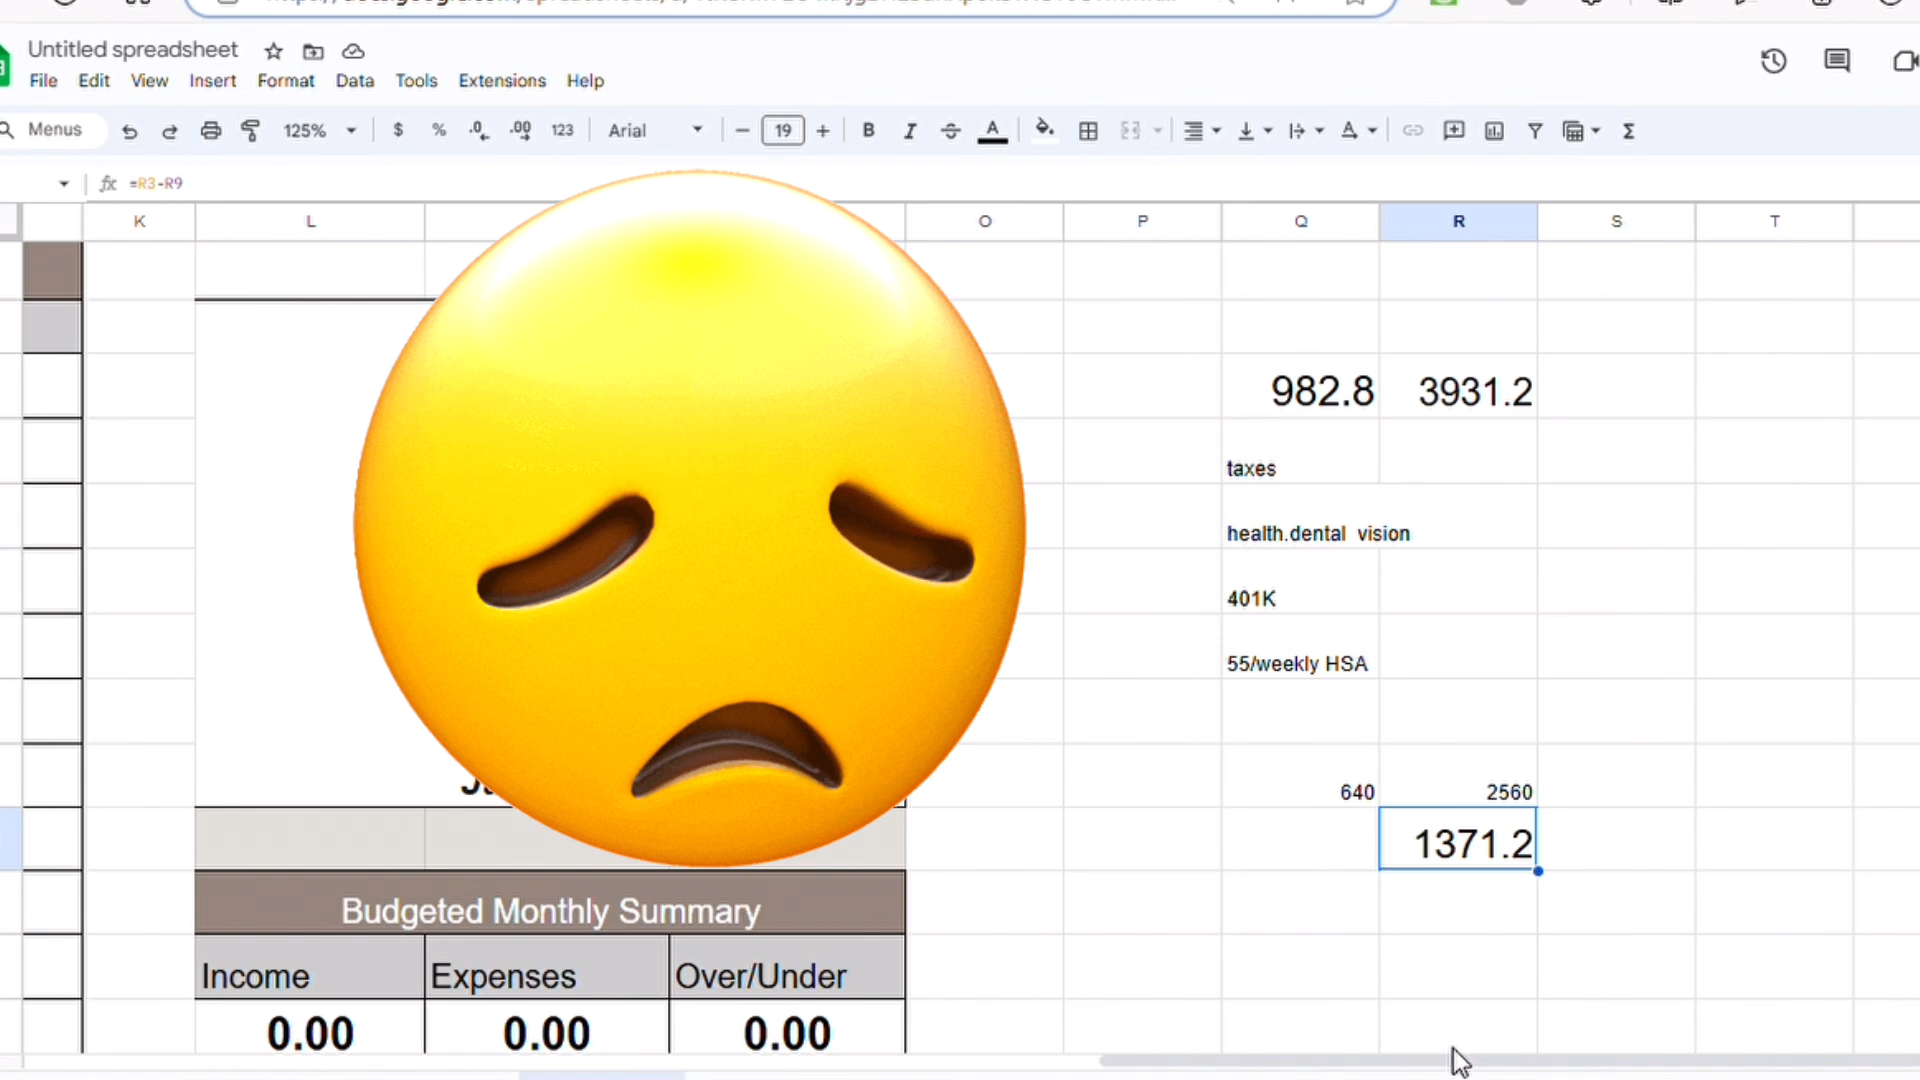 Untitled spreadsheet
File Edit View Insert Format Data Tools Extensions Help
Menus 125% $ % .0 .00 123 Arial 19 B I A
fx =R3-R9
K L O P Q R S T
982.8 3931.2
taxes
health.dental vision
401K
55/weekly HSA
640 2560
1371.2
Budgeted Monthly Summary
Income Expenses Over/Under
0.00 0.00 0.00